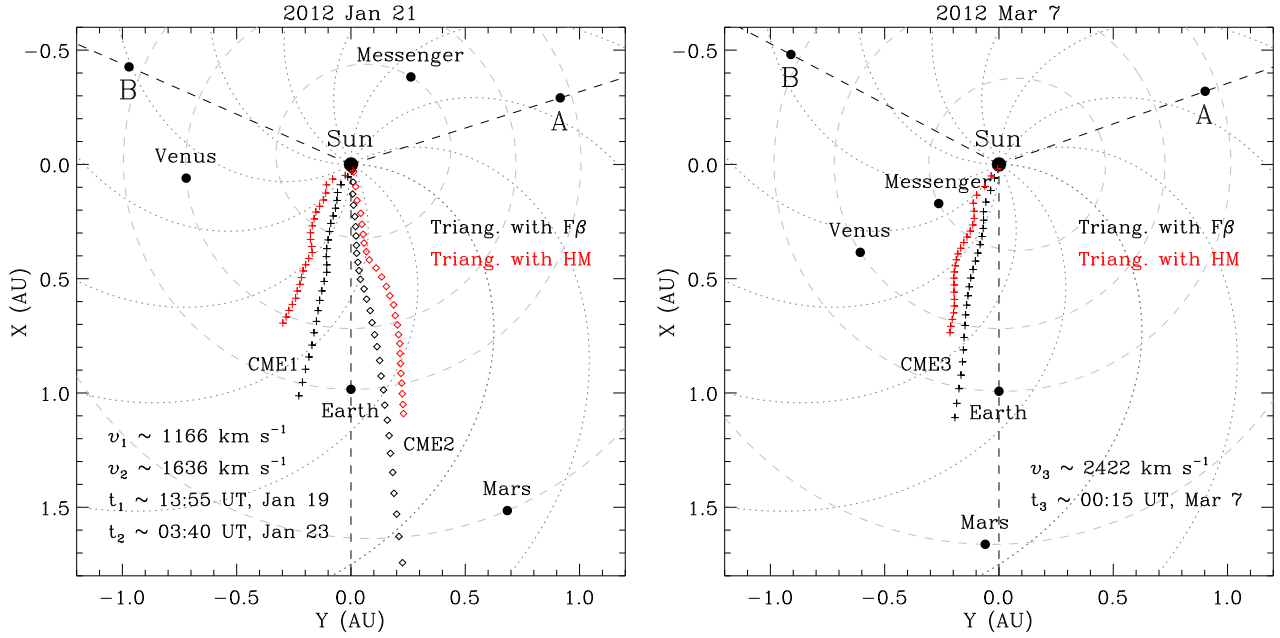 2012 Jan 21
−0.5
0.0
0.5
1.0
1.5
X (AU)
−1.0
−0.5
0.0
0.5
1.0
Y (AU)
B
Messenger
A
Sun
Venus
Triang. with Fβ
Triang. with HM
CME1
Earth
CME2
Mars
v₁ ~ 1166 km s⁻¹
v₂ ~ 1636 km s⁻¹
t₁ ~ 13:55 UT, Jan 19
t₂ ~ 03:40 UT, Jan 23
2012 Mar 7
−0.5
0.0
0.5
1.0
1.5
X (AU)
−1.0
−0.5
0.0
0.5
1.0
Y (AU)
B
A
Sun
Messenger
Venus
Triang. with Fβ
Triang. with HM
CME3
Earth
v₃ ~ 2422 km s⁻¹
t₃ ~ 00:15 UT, Mar 7
Mars